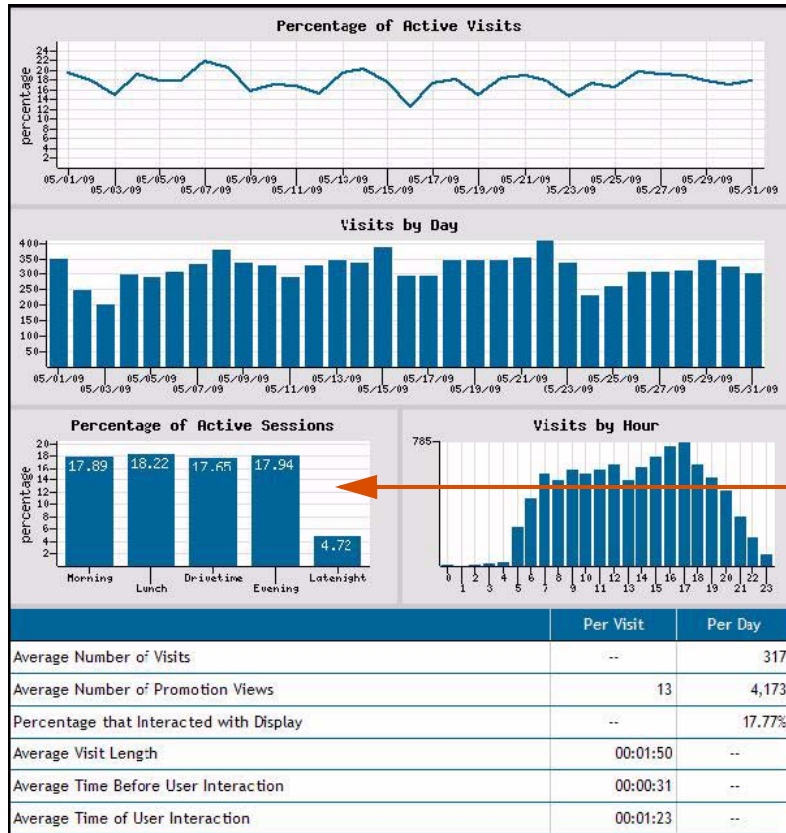 Percentage of Active Visits
percentage
24
22
20
18
16
14
12
10
8
6
4
2
05/01/09 05/05/09 05/09/09 05/13/09 05/17/09 05/21/09 05/25/09 05/29/09
05/03/09 05/07/09 05/11/09 05/15/09 05/19/09 05/23/09 05/27/09 05/31/09
Visits by Day
400
350
300
250
200
150
100
50
05/01/09 05/05/09 05/09/09 05/13/09 05/17/09 05/21/09 05/25/09 05/29/09
05/03/09 05/07/09 05/11/09 05/15/09 05/19/09 05/23/09 05/27/09 05/31/09
Percentage of Active Sessions
percentage
20
18
16
14
12
10
8
6
4
2
17.89 18.22 17.65 17.94 4.72
Morning Drivetime Latenight
Lunch Evening
Visits by Hour
785
0 2 4 6 8 10 12 14 16 18 20 22
1 3 5 7 9 11 13 15 17 19 21 23
Per Visit Per Day
Average Number of Visits -- 317
Average Number of Promotion Views 13 4,173
Percentage that Interacted with Display -- 17.77%
Average Visit Length 00:01:50 --
Average Time Before User Interaction 00:00:31 --
Average Time of User Interaction 00:01:23 --